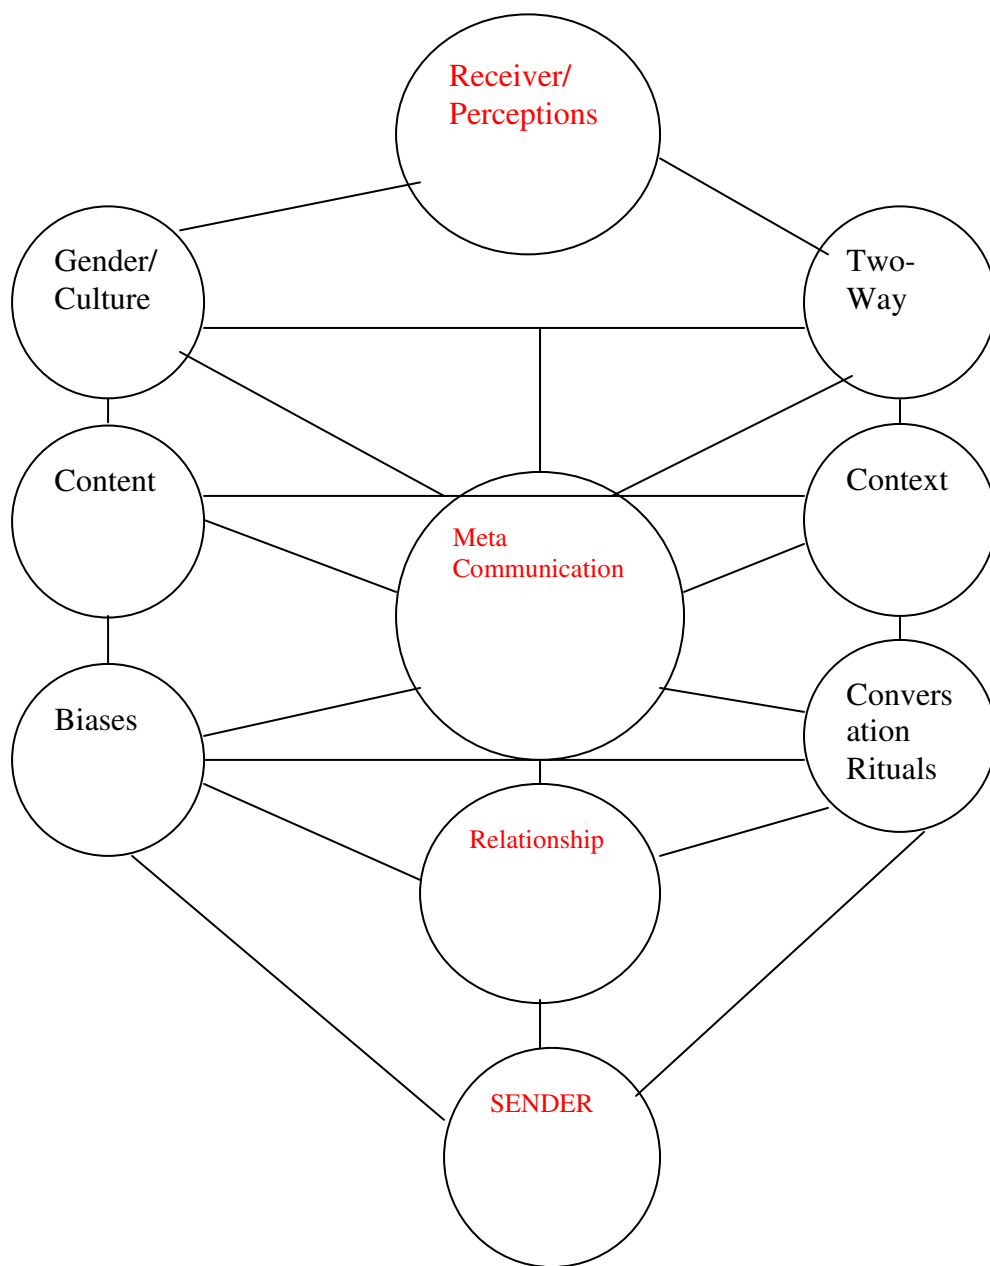 Receiver/
Perceptions
Gender/
Culture
Two-
Way
Content
Context
Meta
Communication
Biases
Convers
ation
Rituals
Relationship
SENDER